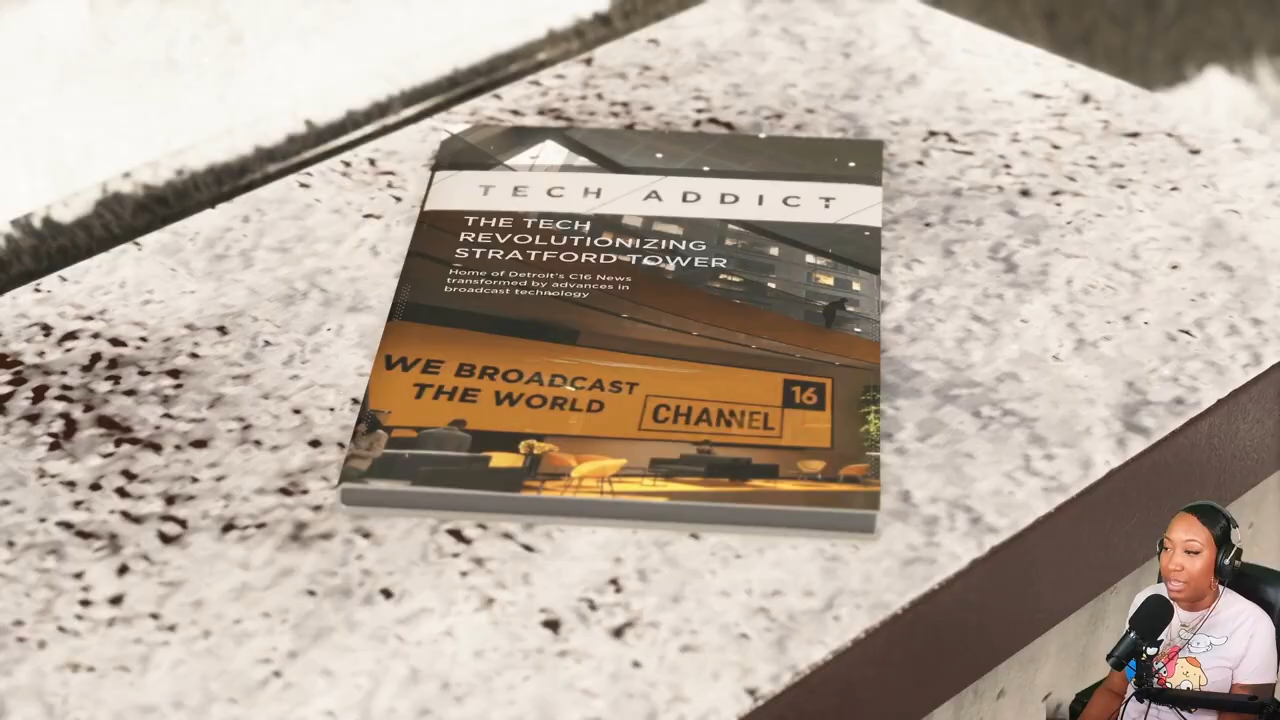 TECH ADDICT
THE TECH
REVOLUTIONIZING
STRATFORD TOWER
Home of Detroit's C16 News
transformed by advances in
broadcast technology
WE BROADCAST
THE WORLD
CHANNEL
16